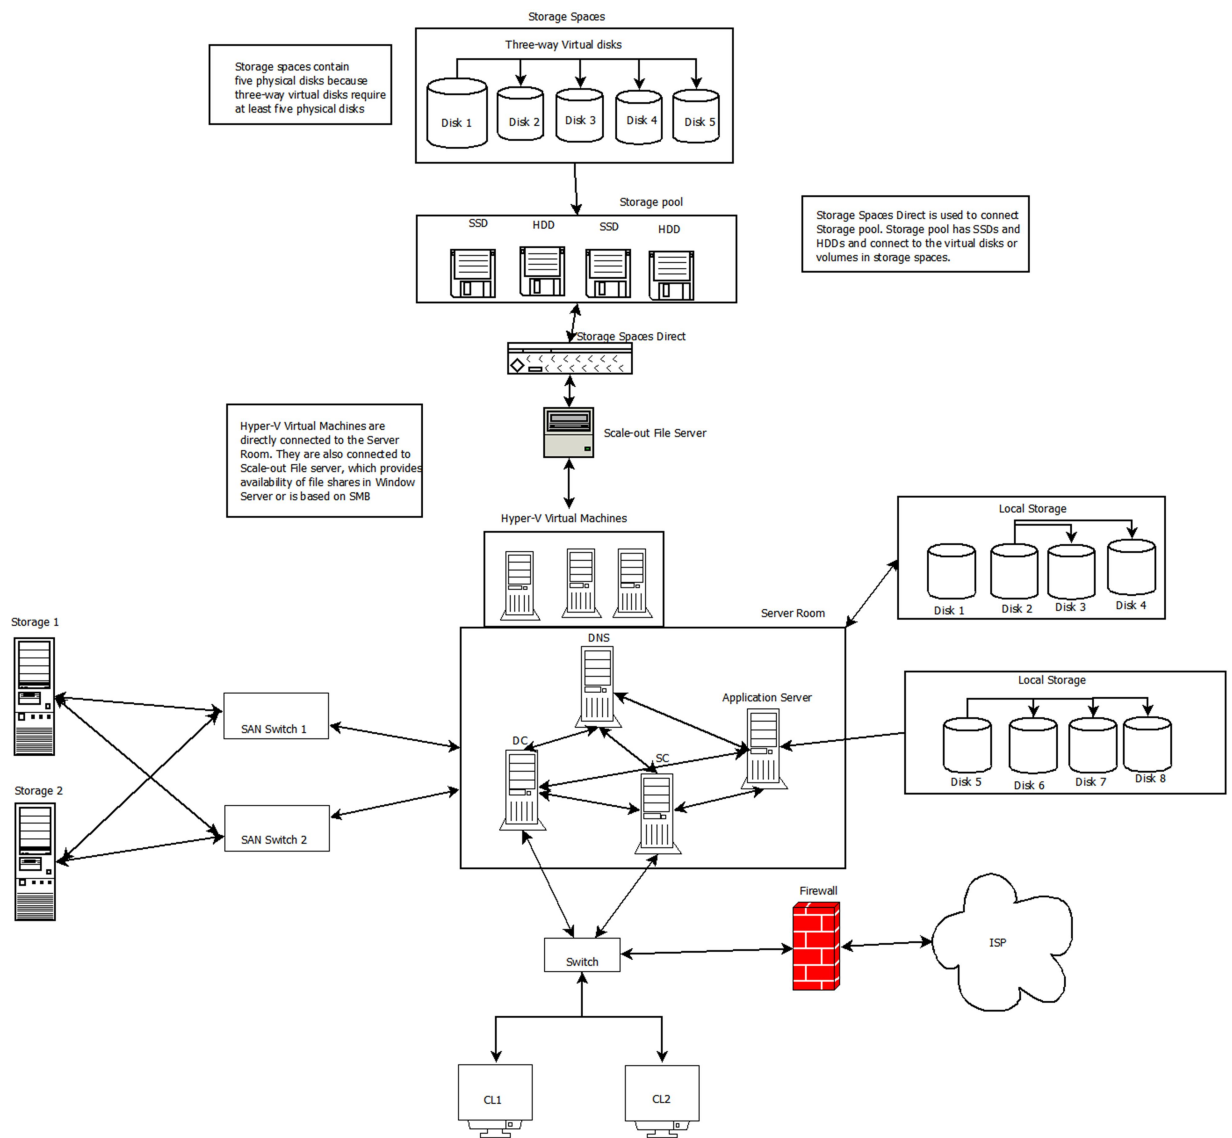 Storage Spaces
Three-way Virtual disks
Disk 1
Disk 2
Disk 3
Disk 4
Disk 5
Storage spaces contain
five physical disks because
three-way virtual disks require
at least five physical disks
Storage pool
SSD
HDD
SSD
HDD
Storage Spaces Direct is used to connect
Storage pool. Storage pool has SSDs and
HDDs and connect to the virtual disks or
volumes in storage spaces.
Storage Spaces Direct
Scale-out File Server
Hyper-V Virtual Machines are
directly connected to the Server
Room. They are also connected to
Scale-out File server, which provides
availability of file shares in Window
Server or is based on SMB
Hyper-V Virtual Machines
Local Storage
Disk 1
Disk 2
Disk 3
Disk 4
Server Room
Storage 1
DNS
Application Server
Local Storage
SAN Switch 1
DC
SC
Disk 5
Disk 6
Disk 7
Disk 8
Storage 2
SAN Switch 2
Firewall
ISP
Switch
CL1
CL2